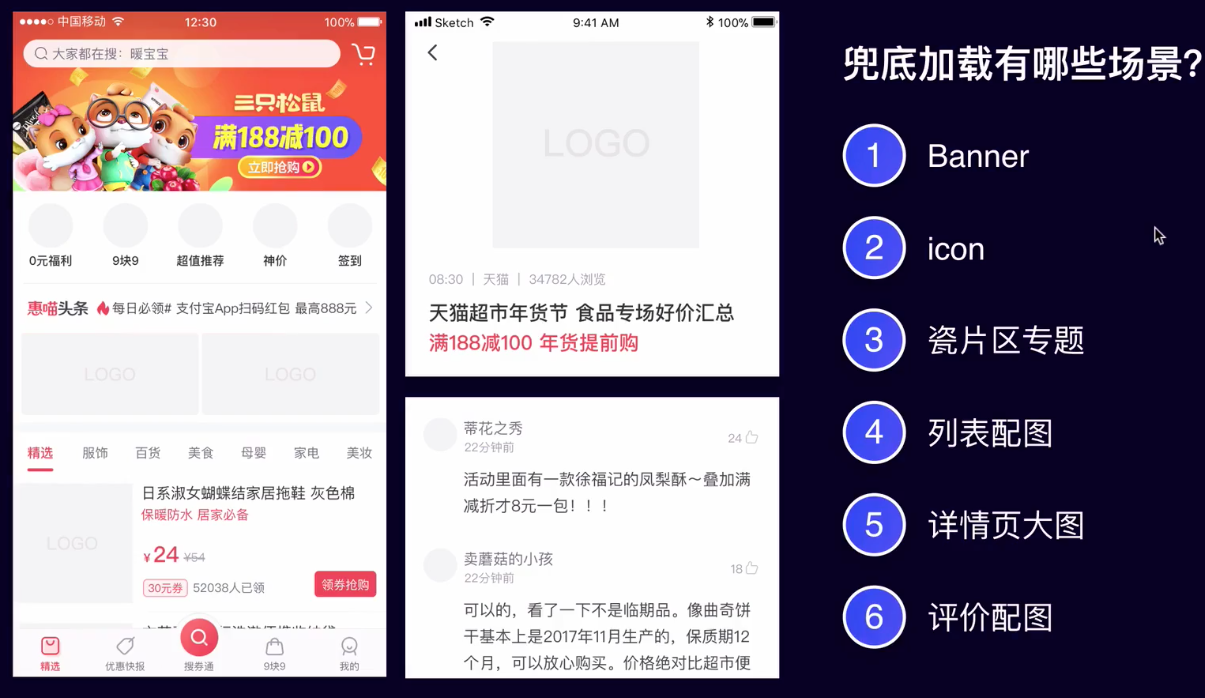 中国移动
12:30
100%
大家都在搜：暖宝宝
三只松鼠
满188减100
立即抢购
0元福利
9块9
超值推荐
神价
签到
惠喵头条
每日必领# 支付宝App扫码红包 最高888元
LOGO
LOGO
精选
服饰
百货
美食
母婴
家电
美妆
LOGO
日系淑女蝴蝶结家居拖鞋 灰色棉
保暖防水 居家必备
¥24 ¥54
30元券 52038人已领
领券抢购
精选
优惠快报
搜券通
9块9
我的
Sketch
9:41 AM
100%
LOGO
08:30 | 天猫 | 34782人浏览
天猫超市年货节 食品专场好价汇总
满188减100 年货提前购
蒂花之秀
22分钟前
24
活动里面有一款徐福记的凤梨酥～叠加满
减折才8元一包！！！
卖蘑菇的小孩
22分钟前
18
可以的，看了一下不是临期品。像曲奇饼
干基本上是2017年11月生产的，保质期12
个月，可以放心购买。价格绝对比超市便
兜底加载有哪些场景?
1 Banner
2 icon
3 瓷片区专题
4 列表配图
5 详情页大图
6 评价配图